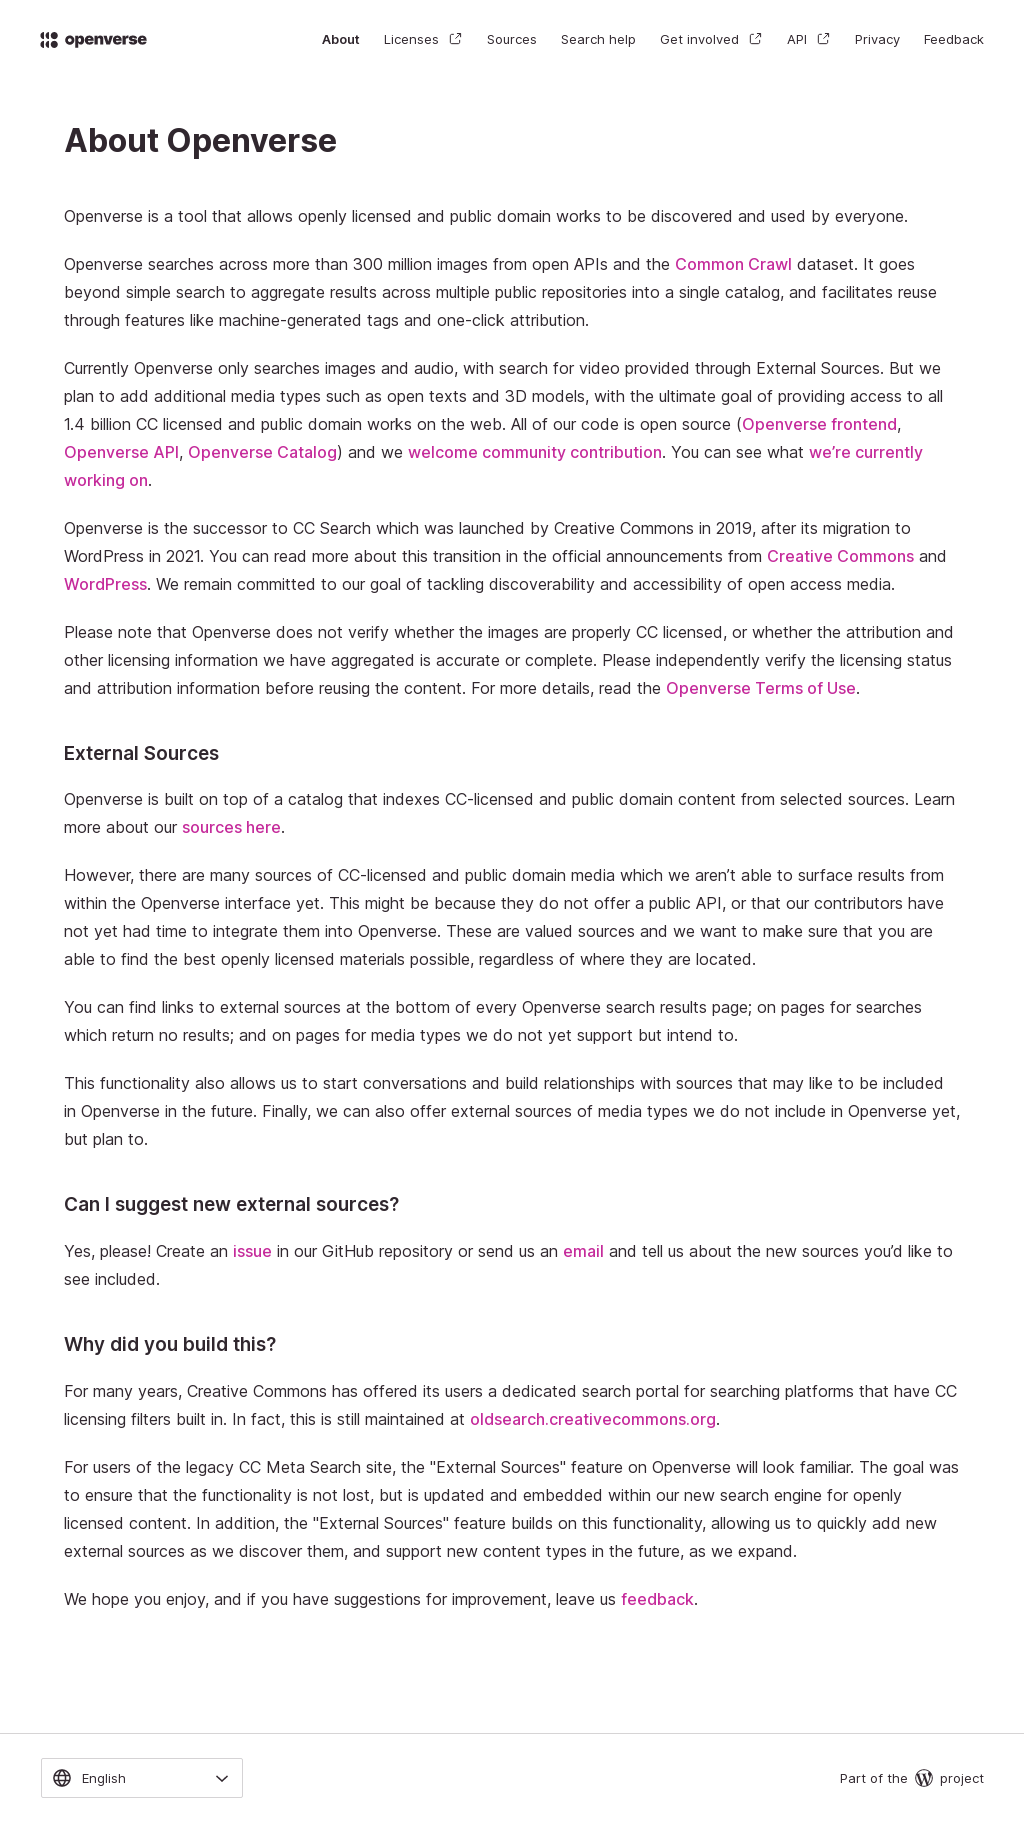 openverse
About Licenses Sources Search help Get involved API Privacy Feedback
About Openverse
Openverse is a tool that allows openly licensed and public domain works to be discovered and used by everyone.
Openverse searches across more than 300 million images from open APIs and the Common Crawl dataset. It goes
beyond simple search to aggregate results across multiple public repositories into a single catalog, and facilitates reuse
through features like machine-generated tags and one-click attribution.
Currently Openverse only searches images and audio, with search for video provided through External Sources. But we
plan to add additional media types such as open texts and 3D models, with the ultimate goal of providing access to all
1.4 billion CC licensed and public domain works on the web. All of our code is open source (Openverse frontend,
Openverse API, Openverse Catalog) and we welcome community contribution. You can see what we’re currently
working on.
Openverse is the successor to CC Search which was launched by Creative Commons in 2019, after its migration to
WordPress in 2021. You can read more about this transition in the official announcements from Creative Commons and
WordPress. We remain committed to our goal of tackling discoverability and accessibility of open access media.
Please note that Openverse does not verify whether the images are properly CC licensed, or whether the attribution and
other licensing information we have aggregated is accurate or complete. Please independently verify the licensing status
and attribution information before reusing the content. For more details, read the Openverse Terms of Use.
External Sources
Openverse is built on top of a catalog that indexes CC-licensed and public domain content from selected sources. Learn
more about our sources here.
However, there are many sources of CC-licensed and public domain media which we aren’t able to surface results from
within the Openverse interface yet. This might be because they do not offer a public API, or that our contributors have
not yet had time to integrate them into Openverse. These are valued sources and we want to make sure that you are
able to find the best openly licensed materials possible, regardless of where they are located.
You can find links to external sources at the bottom of every Openverse search results page; on pages for searches
which return no results; and on pages for media types we do not yet support but intend to.
This functionality also allows us to start conversations and build relationships with sources that may like to be included
in Openverse in the future. Finally, we can also offer external sources of media types we do not include in Openverse yet,
but plan to.
Can I suggest new external sources?
Yes, please! Create an issue in our GitHub repository or send us an email and tell us about the new sources you’d like to
see included.
Why did you build this?
For many years, Creative Commons has offered its users a dedicated search portal for searching platforms that have CC
licensing filters built in. In fact, this is still maintained at oldsearch.creativecommons.org.
For users of the legacy CC Meta Search site, the "External Sources" feature on Openverse will look familiar. The goal was
to ensure that the functionality is not lost, but is updated and embedded within our new search engine for openly
licensed content. In addition, the "External Sources" feature builds on this functionality, allowing us to quickly add new
external sources as we discover them, and support new content types in the future, as we expand.
We hope you enjoy, and if you have suggestions for improvement, leave us feedback.
English
Part of the project